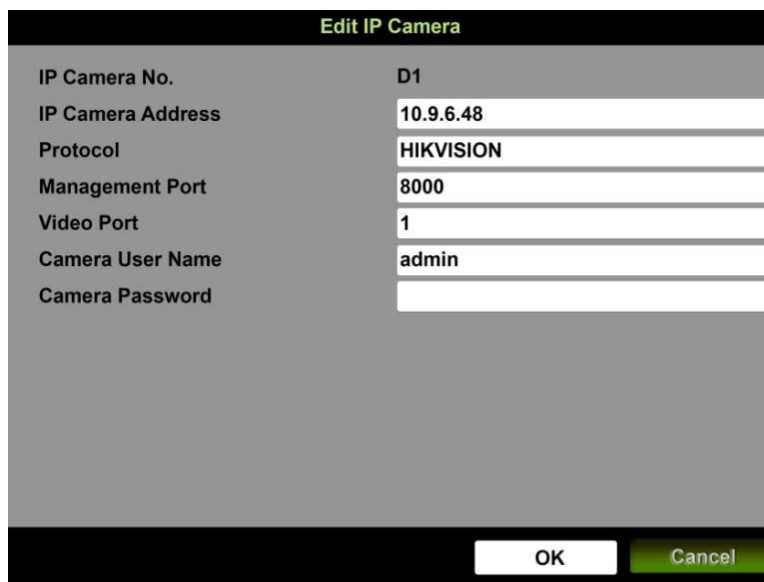 Edit IP Camera
IP Camera No. D1
IP Camera Address 10.9.6.48
Protocol HIKVISION
Management Port 8000
Video Port 1
Camera User Name admin
Camera Password
OK Cancel